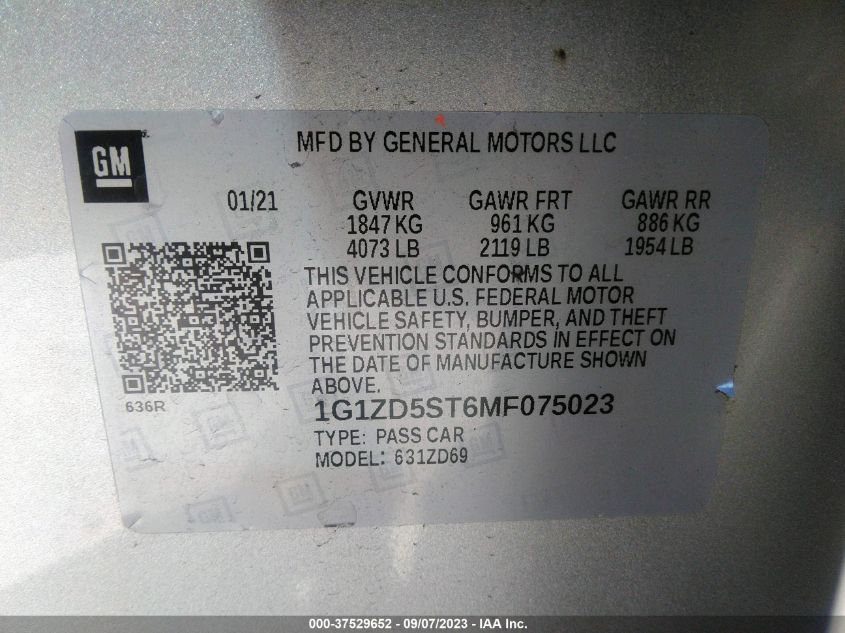 GM
MFD BY GENERAL MOTORS LLC
01/21 GVWR GAWR FRT GAWR RR
1847 KG 961 KG 886 KG
4073 LB 2119 LB 1954 LB
THIS VEHICLE CONFORMS TO ALL
APPLICABLE U.S. FEDERAL MOTOR
VEHICLE SAFETY, BUMPER, AND THEFT
PREVENTION STANDARDS IN EFFECT ON
THE DATE OF MANUFACTURE SHOWN
ABOVE.
636R
1G1ZD5ST6MF075023
TYPE: PASS CAR
MODEL: 631ZD69
000-37529652 - 09/07/2023 - IAA Inc.